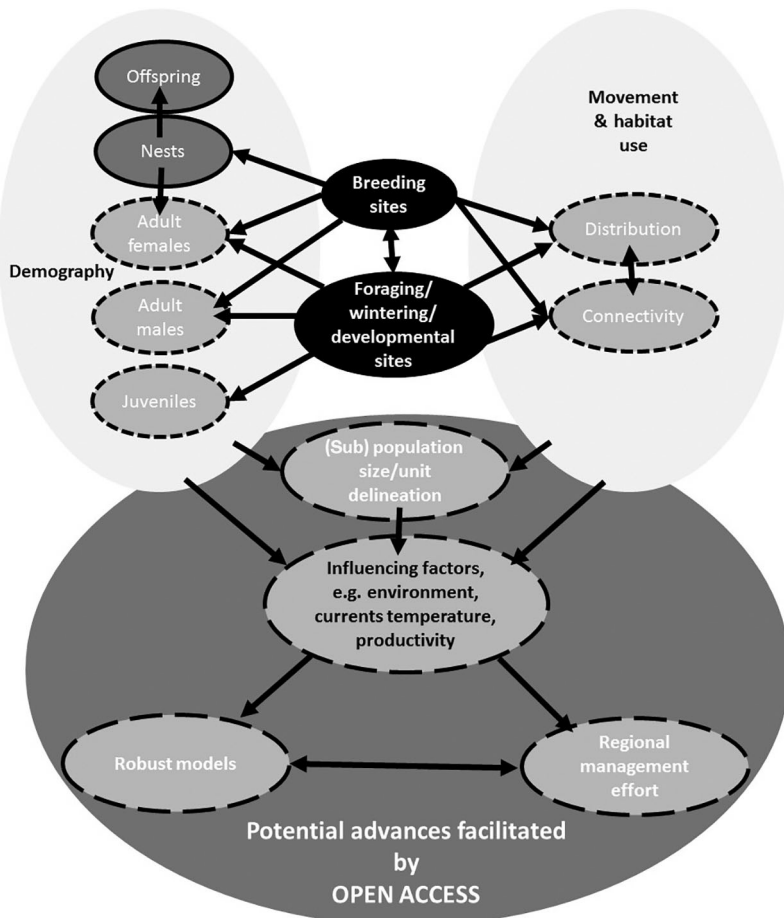 Offspring
Nests
Adult
females
Demography
Adult
males
Juveniles
Breeding
sites
Foraging/
wintering/
developmental
sites
Movement
& habitat
use
Distribution
Connectivity
(Sub) population
size/unit
delineation
Influencing factors,
e.g. environment,
currents temperature,
productivity
Robust models
Regional
management
effort
Potential advances facilitated
by
OPEN ACCESS